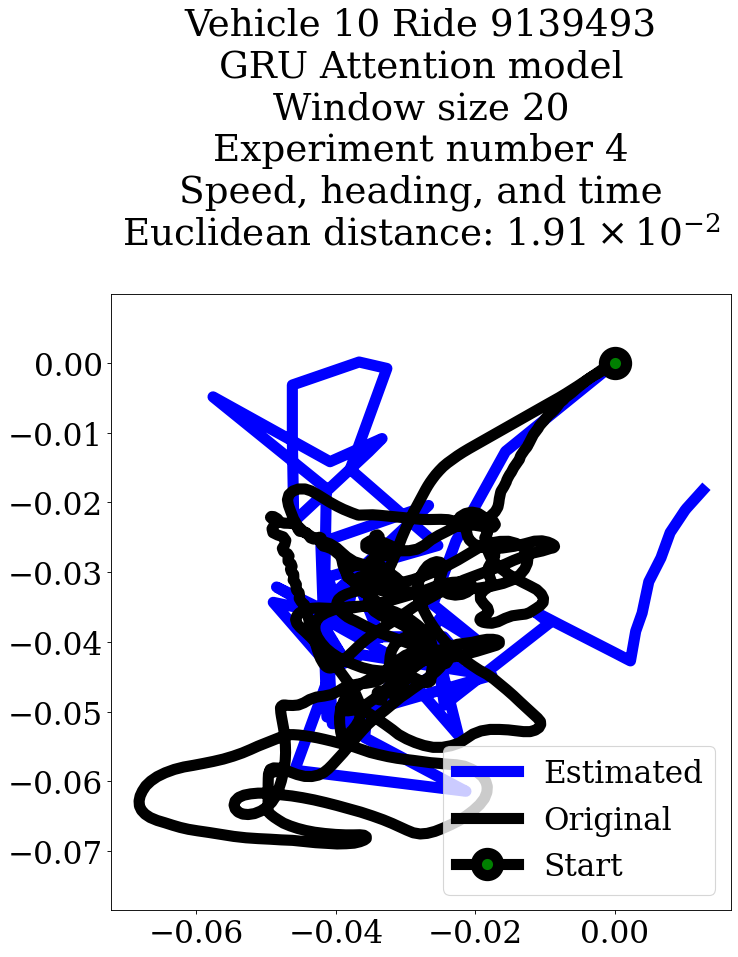 Vehicle 10 Ride 9139493
GRU Attention model
Window size 20
Experiment number 4
Speed, heading, and time
Euclidean distance: 1.91 × 10⁻²
0.00
−0.01
−0.02
−0.03
−0.04
−0.05
−0.06
−0.07
Estimated
Original
Start
−0.06 −0.04 −0.02 0.00